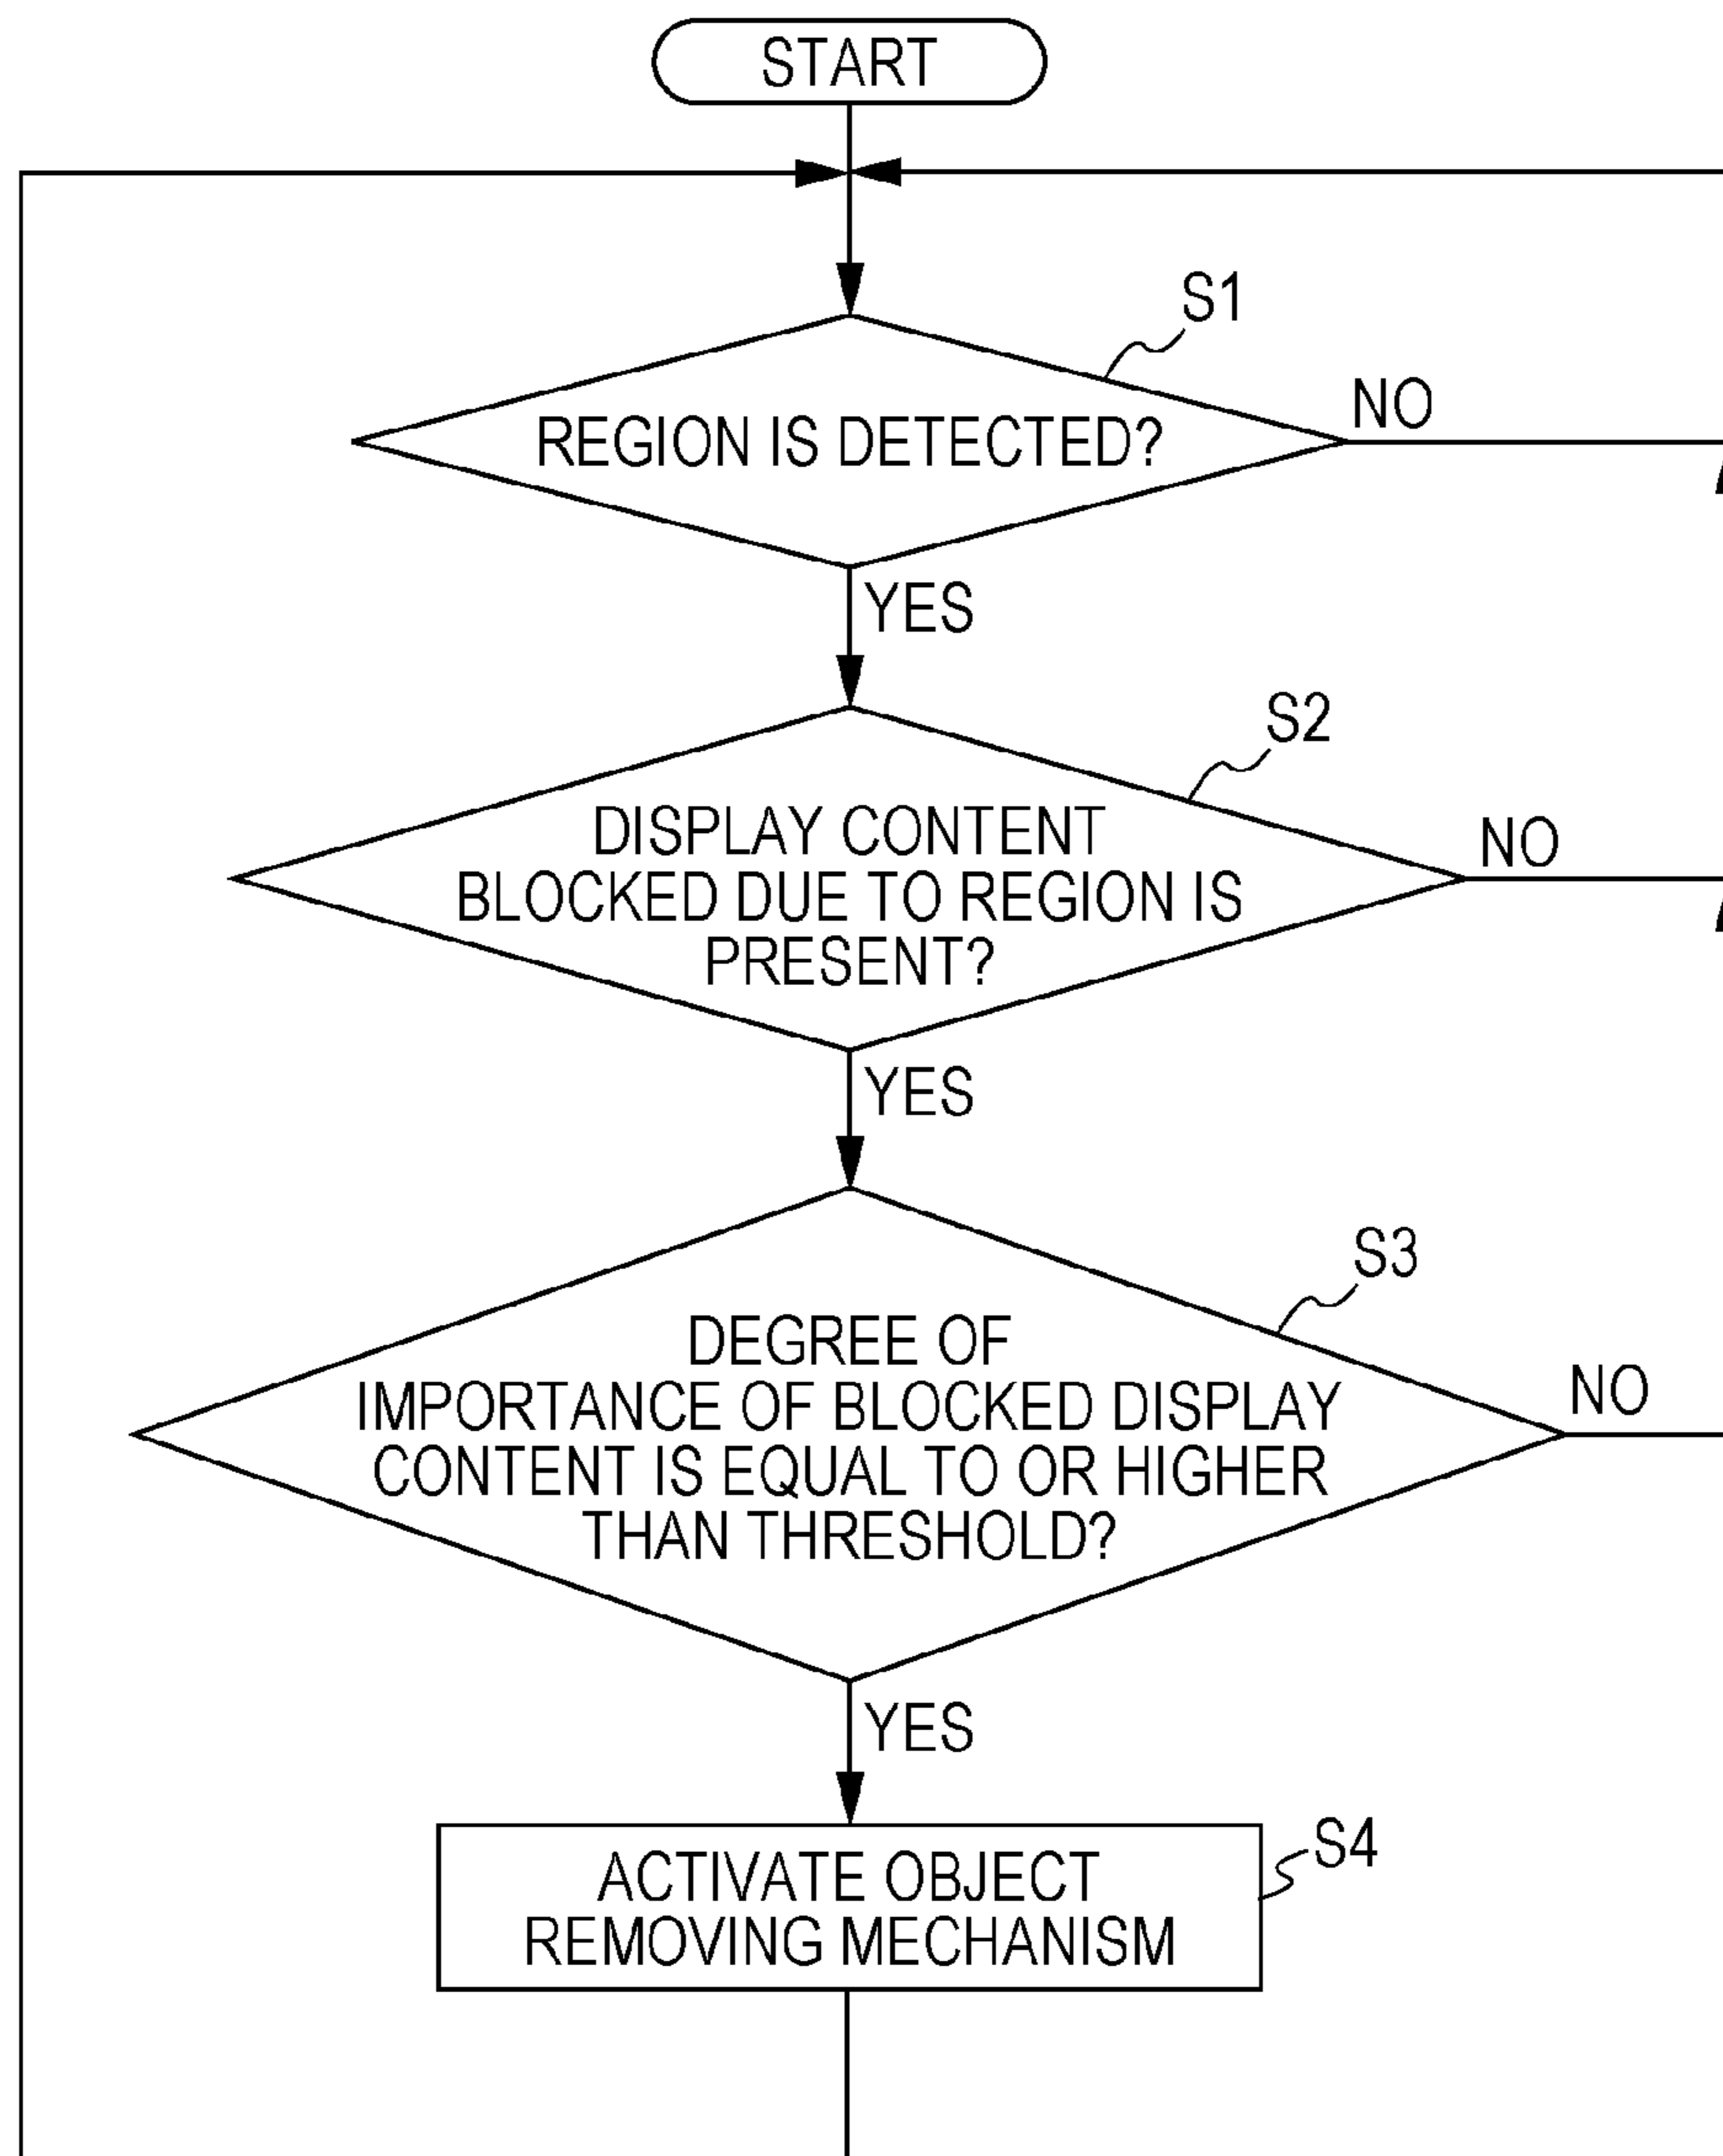 START
S1
REGION IS DETECTED?
NO
YES
S2
DISPLAY CONTENT
BLOCKED DUE TO REGION IS
PRESENT?
NO
YES
S3
DEGREE OF
IMPORTANCE OF BLOCKED DISPLAY
CONTENT IS EQUAL TO OR HIGHER
THAN THRESHOLD?
NO
YES
S4
ACTIVATE OBJECT
REMOVING MECHANISM